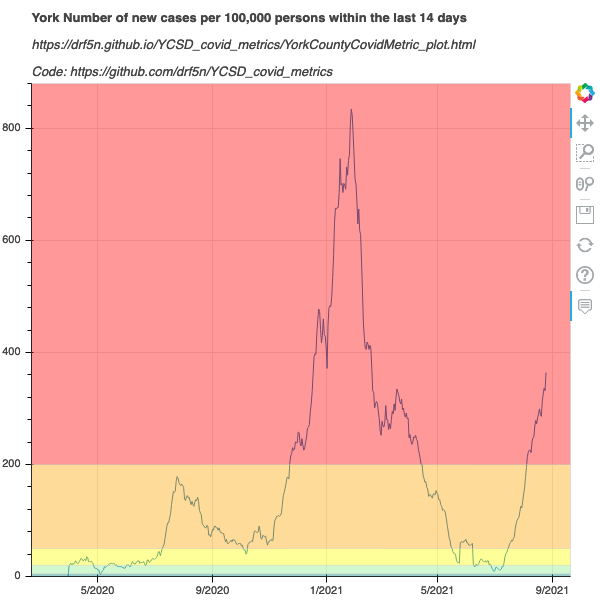 York Number of new cases per 100,000 persons within the last 14 days
https://drf5n.github.io/YCSD_covid_metrics/YorkCountyCovidMetric_plot.html
Code: https://github.com/drf5n/YCSD_covid_metrics
800
600
400
200
0
5/2020 9/2020 1/2021 5/2021 9/2021